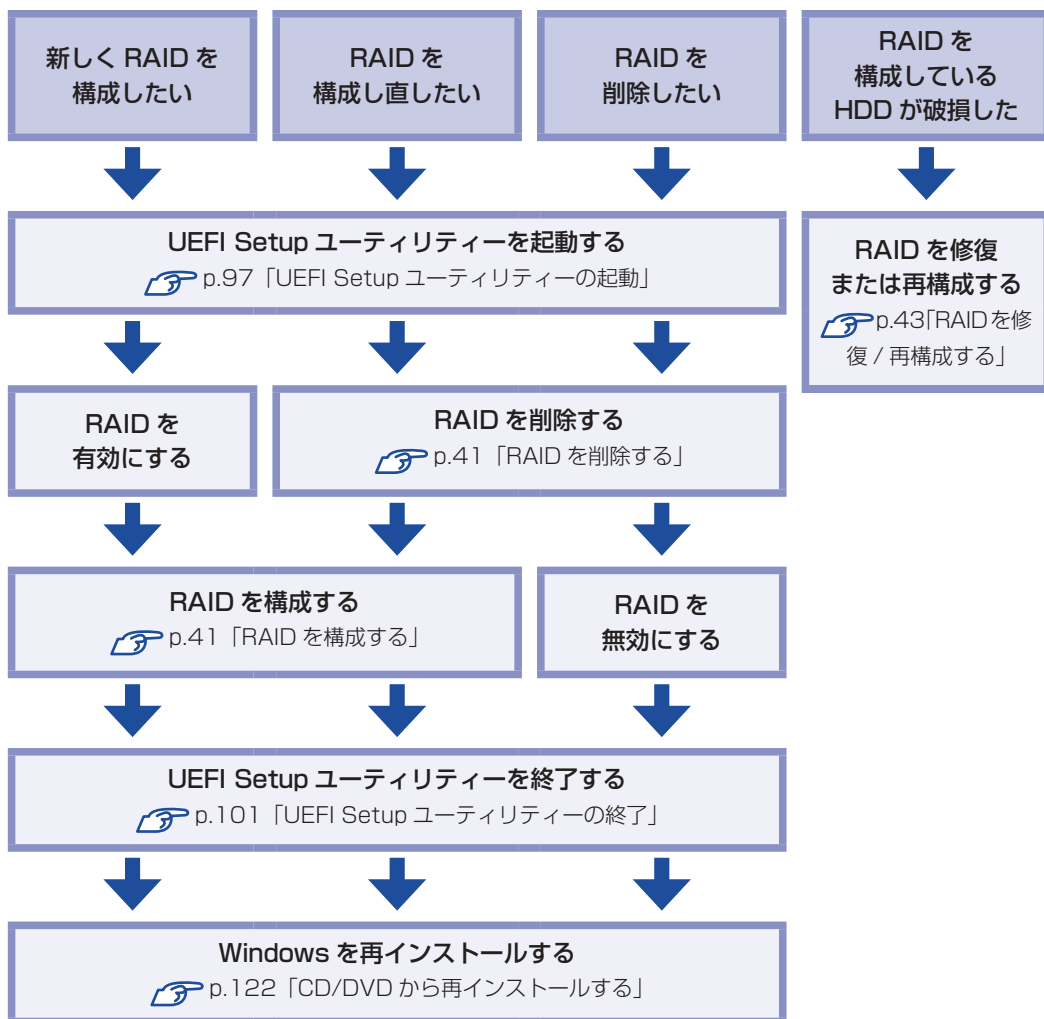 新しく RAID を
構成したい
RAID を
構成し直したい
RAID を
削除したい
RAID を
構成している
HDD が破損した
UEFI Setup ユーティリティーを起動する
p.97「UEFI Setup ユーティリティーの起動」
RAID を修復
または再構成する
p.43「RAID を修
復 / 再構成する」
RAID を
有効にする
RAID を削除する
p.41「RAID を削除する」
RAID を構成する
p.41「RAID を構成する」
RAID を
無効にする
UEFI Setup ユーティリティーを終了する
p.101「UEFI Setup ユーティリティーの終了」
Windows を再インストールする
p.122「CD/DVD から再インストールする」